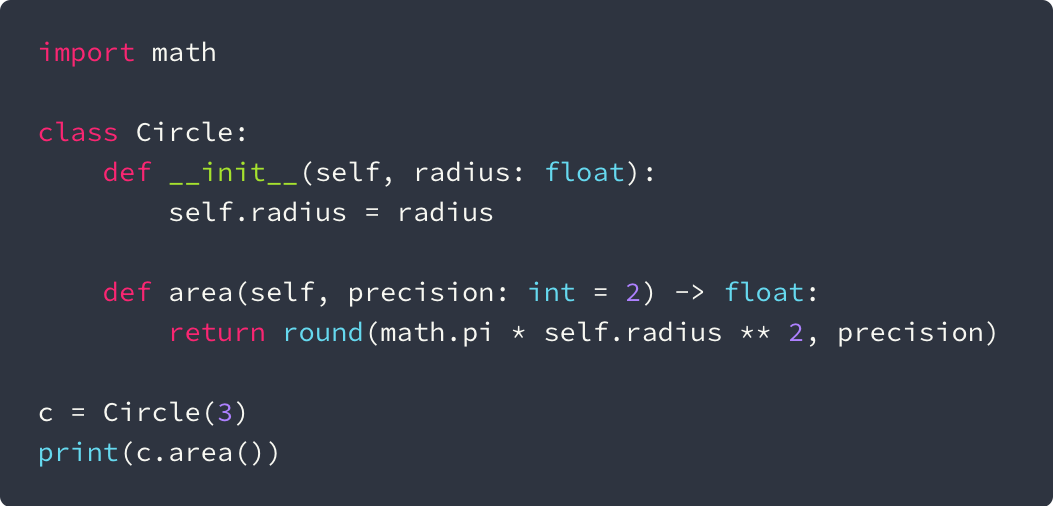 import math

class Circle:
    def __init__(self, radius: float):
        self.radius = radius

    def area(self, precision: int = 2) -> float:
        return round(math.pi * self.radius ** 2, precision)

c = Circle(3)
print(c.area())